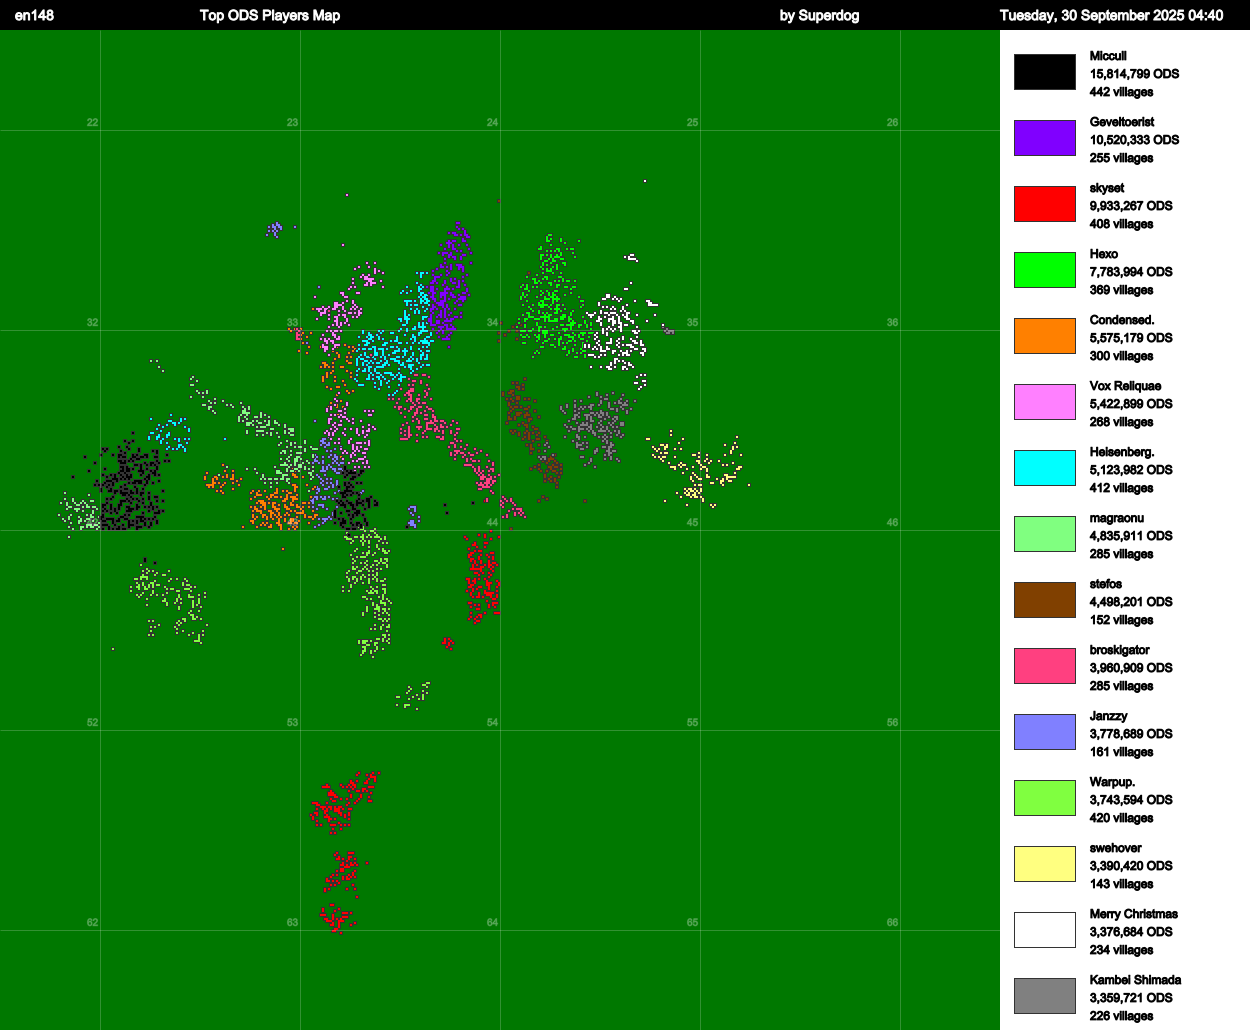 en148 Top ODS Players Map by Superdog Tuesday, 30 September 2025 04:40
Miccull
15,814,799 ODS
442 villages
Geveltoerist
10,520,333 ODS
255 villages
skyset
9,933,267 ODS
408 villages
Hexo
7,783,994 ODS
369 villages
Condensed.
5,575,179 ODS
300 villages
Vox Reliquae
5,422,899 ODS
268 villages
Heisenberg.
5,123,982 ODS
412 villages
magraonu
4,835,911 ODS
285 villages
stefos
4,498,201 ODS
152 villages
broskigator
3,960,909 ODS
285 villages
Janzzy
3,778,689 ODS
161 villages
Warpup.
3,743,594 ODS
420 villages
swehover
3,390,420 ODS
143 villages
Merry Christmas
3,376,684 ODS
234 villages
Kambei Shimada
3,359,721 ODS
226 villages
22 23 24 25 26
32 33 34 35 36
44 45 46
52 53 54 55 56
62 63 64 65 66